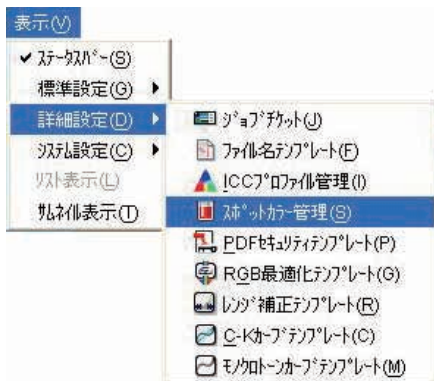 表示(V)
ｽﾃｰﾀｽﾊﾞｰ(S)
標準設定(G)
詳細設定(D)
ｼｽﾃﾑ設定(C)
ﾘｽﾄ表示(L)
ｻﾑﾈｲﾙ表示(T)
ｼﾞｮﾌﾞﾁｹｯﾄ(J)
ﾌｧｲﾙ名ﾃﾝﾌﾟﾚｰﾄ(F)
ICCﾌﾟﾛﾌｧｲﾙ管理(I)
ｽﾎﾟｯﾄｶﾗｰ管理(S)
PDFｾｷｭﾘﾃｨﾃﾝﾌﾟﾚｰﾄ(P)
RGB最適化ﾃﾝﾌﾟﾚｰﾄ(G)
ﾚﾝｼﾞ補正ﾃﾝﾌﾟﾚｰﾄ(R)
C-Kｶｰﾌﾞﾃﾝﾌﾟﾚｰﾄ(C)
ﾓﾉｸﾛﾄｰﾝｶｰﾌﾞﾃﾝﾌﾟﾚｰﾄ(M)